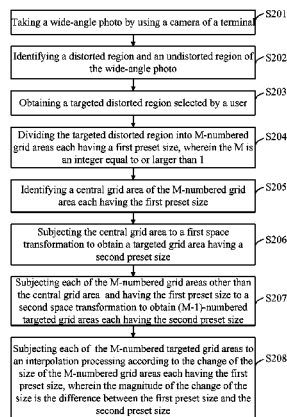 Taking a wide-angle photo by using a camera of a terminal
S201
Identifying a distorted region and an undistorted region of
the wide-angle photo
S202
Obtaining a targeted distorted region selected by a user
S203
Dividing the targeted distorted region into M-numbered
grid areas each having a first preset size, wherein the M is
an integer equal to or larger than 1
S204
Identifying a central grid area of the M-numbered grid
area each having the first preset size
S205
Subjecting the central grid area to a first space
transformation to obtain a targeted grid area having a
second preset size
S206
Subjecting each of the M-numbered grid areas other than
the central grid area and having the first preset size to a
second space transformation to obtain (M-1)-numbered
targeted grid areas each having the second preset size
S207
Subjecting each of the M-numbered targeted grid areas to
an interpolation processing according to the change of the
size of the M-numbered grid areas each having the first
preset size, wherein the magnitude of the change of the
size is the difference between the first preset size and the
second preset size
S208